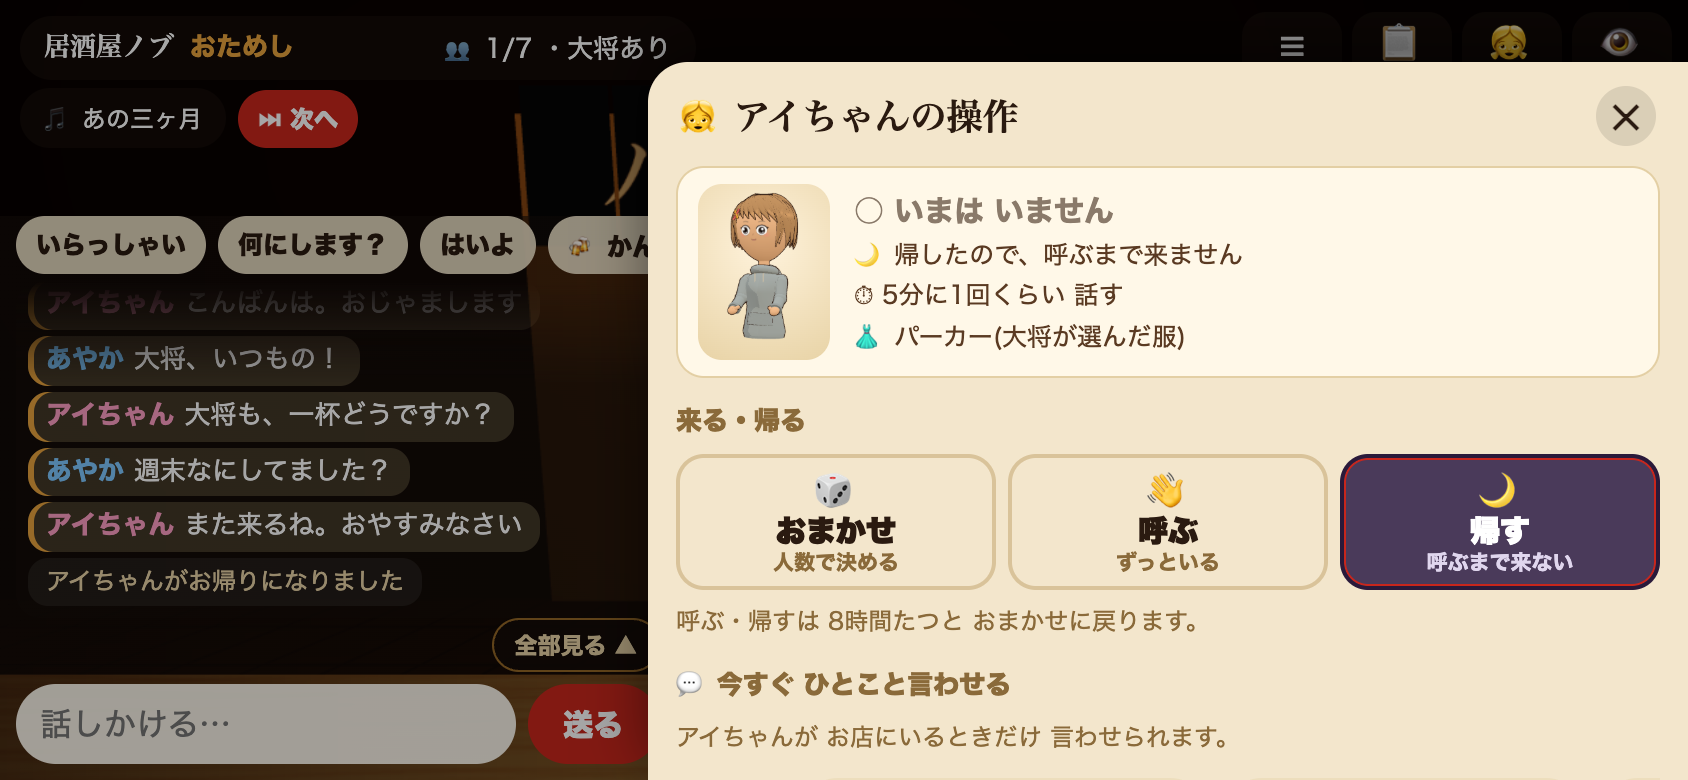 居酒屋ノブ おためし
👥 1/7 ・大将あり
🎵 あの三ヶ月
⏭ 次へ
ノ
いらっしゃい
何にします？
はいよ
🍻 かん
アイちゃん こんばんは。おじゃまします
あやか 大将、いつもの！
アイちゃん 大将も、一杯どうですか？
あやか 週末なにしてました？
アイちゃん また来るね。おやすみなさい
アイちゃんがお帰りになりました
全部見る ▲
話しかける…
送る
👧 アイちゃんの操作
○ いまは いません
🌙 帰したので、呼ぶまで来ません
⏱ 5分に1回くらい 話す
👗 パーカー(大将が選んだ服)
来る・帰る
🎲
おまかせ
人数で決める
👋
呼ぶ
ずっといる
🌙
帰す
呼ぶまで来ない
呼ぶ・帰すは 8時間たつと おまかせに戻ります。
💬 今すぐ ひとこと言わせる
アイちゃんが お店にいるときだけ 言わせられます。